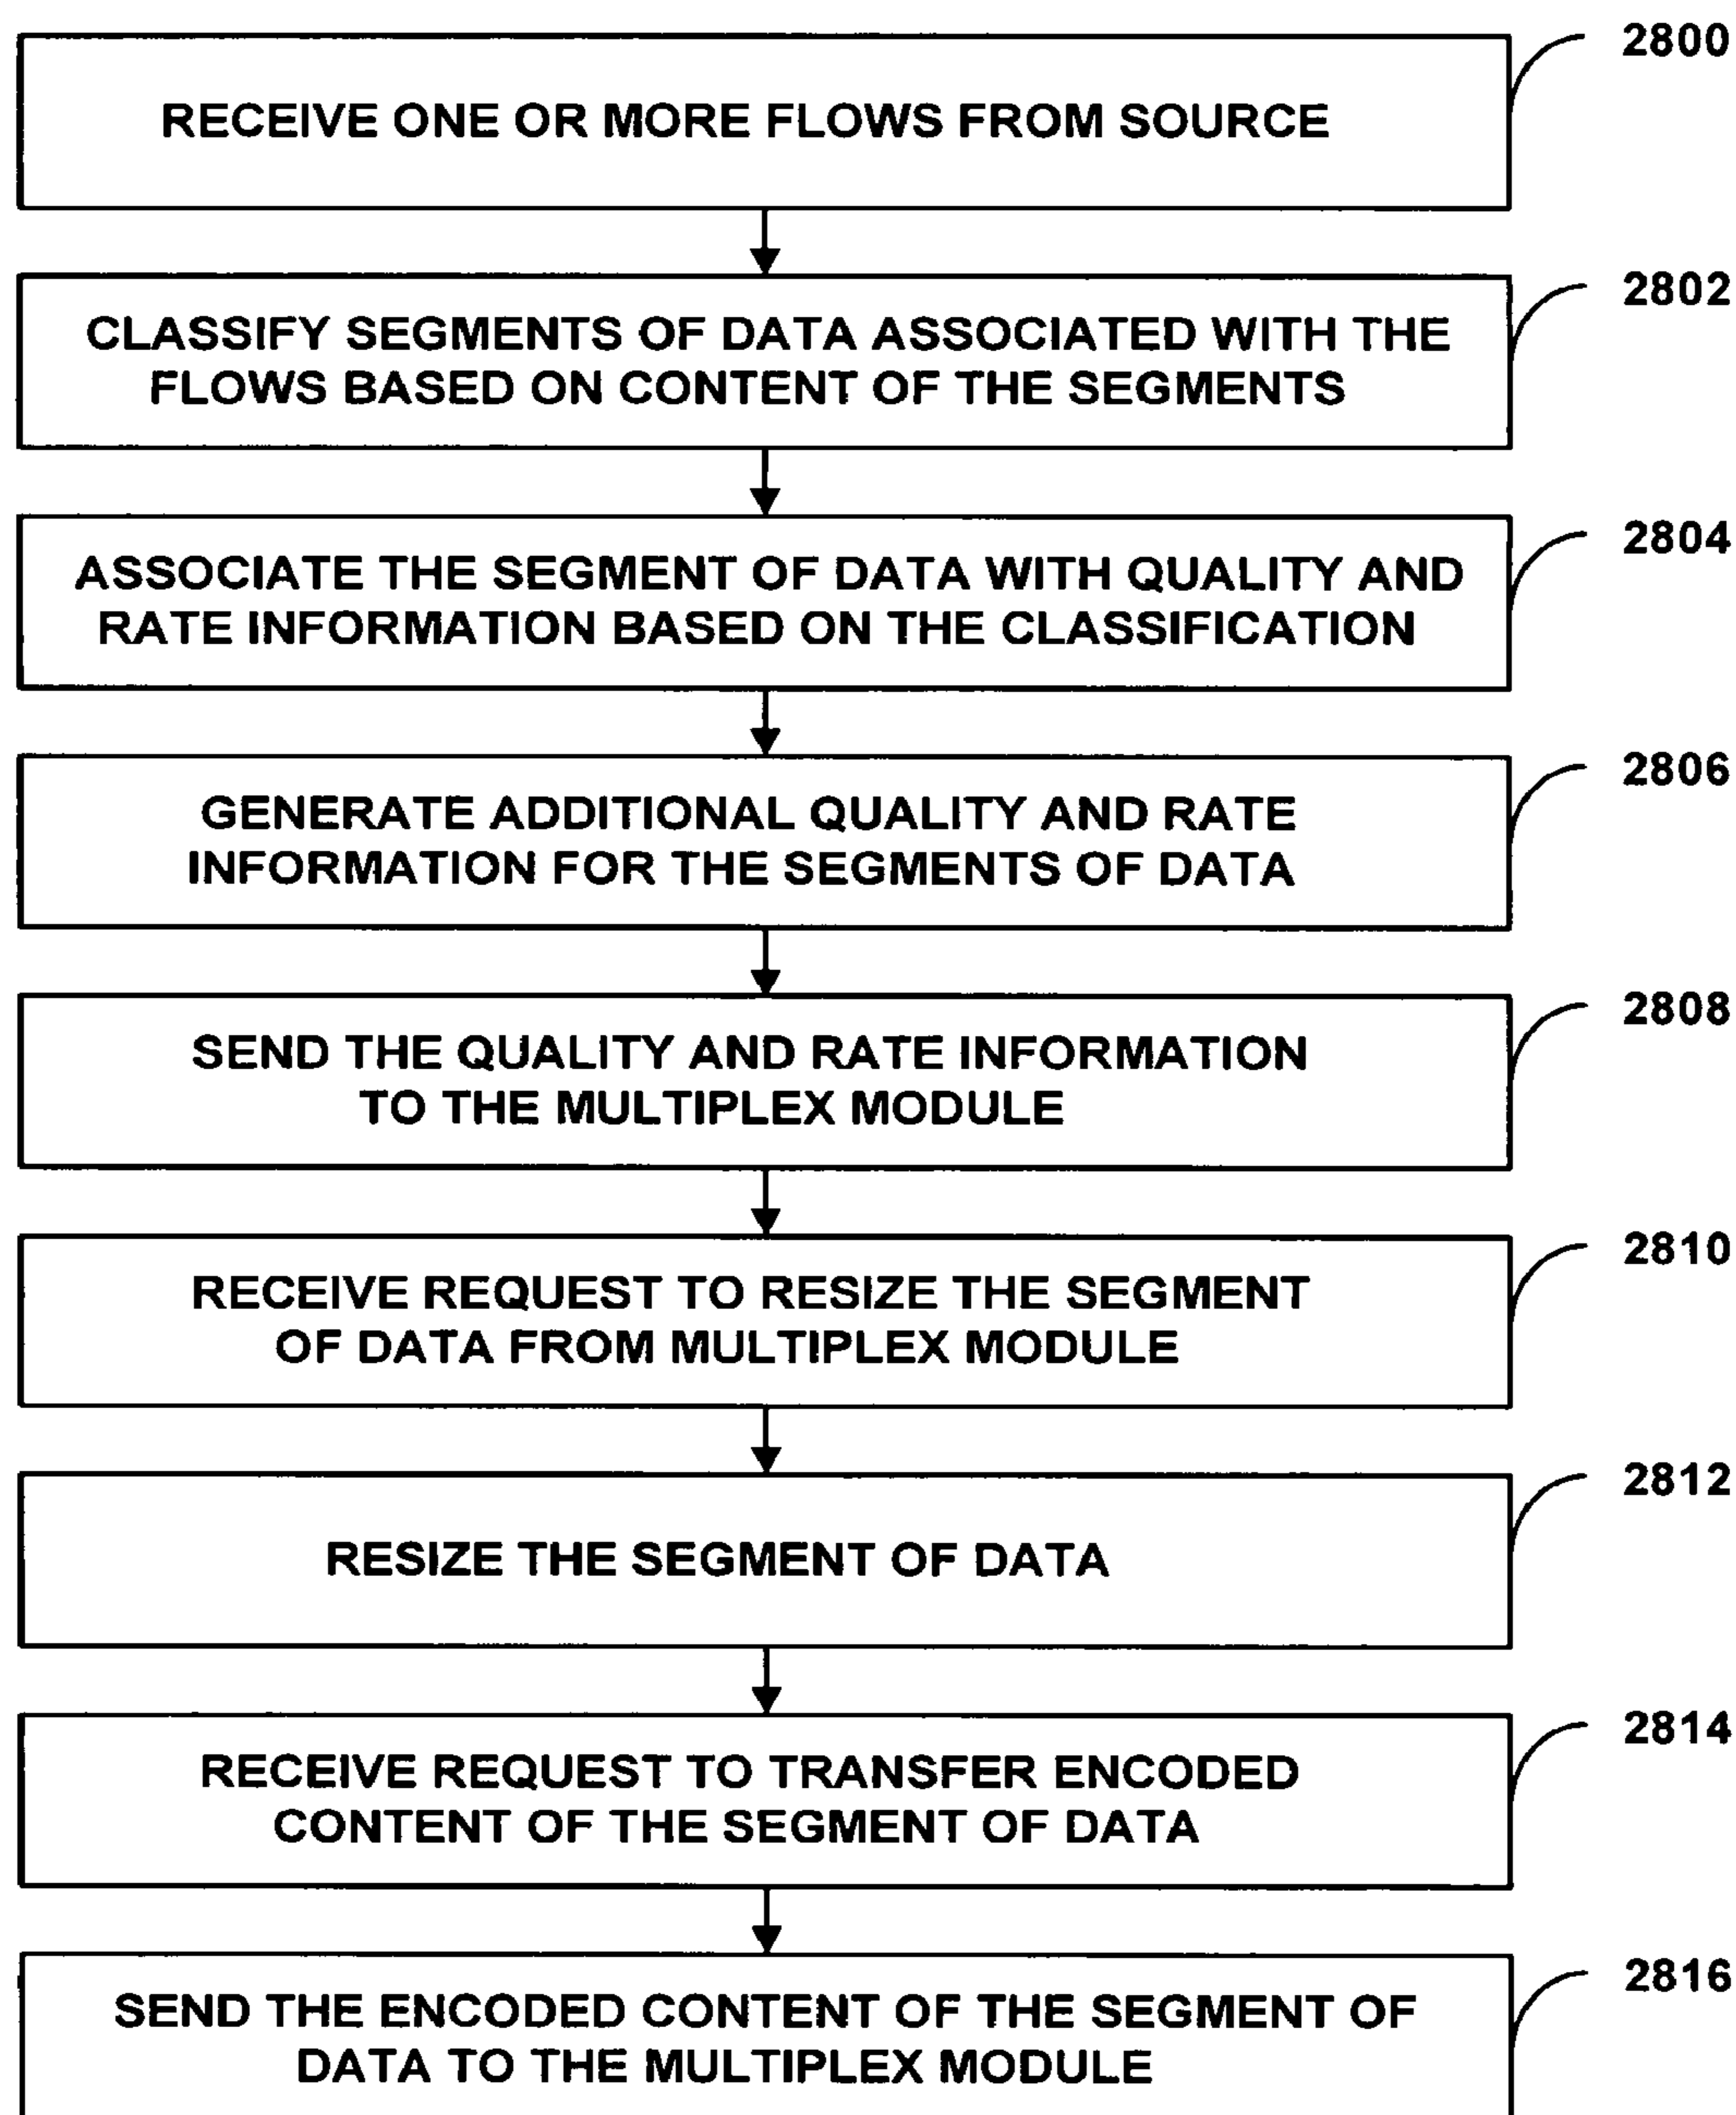 2800
RECEIVE ONE OR MORE FLOWS FROM SOURCE
2802
CLASSIFY SEGMENTS OF DATA ASSOCIATED WITH THE
FLOWS BASED ON CONTENT OF THE SEGMENTS
2804
ASSOCIATE THE SEGMENT OF DATA WITH QUALITY AND
RATE INFORMATION BASED ON THE CLASSIFICATION
2806
GENERATE ADDITIONAL QUALITY AND RATE
INFORMATION FOR THE SEGMENTS OF DATA
2808
SEND THE QUALITY AND RATE INFORMATION
TO THE MULTIPLEX MODULE
2810
RECEIVE REQUEST TO RESIZE THE SEGMENT
OF DATA FROM MULTIPLEX MODULE
2812
RESIZE THE SEGMENT OF DATA
2814
RECEIVE REQUEST TO TRANSFER ENCODED
CONTENT OF THE SEGMENT OF DATA
2816
SEND THE ENCODED CONTENT OF THE SEGMENT OF
DATA TO THE MULTIPLEX MODULE